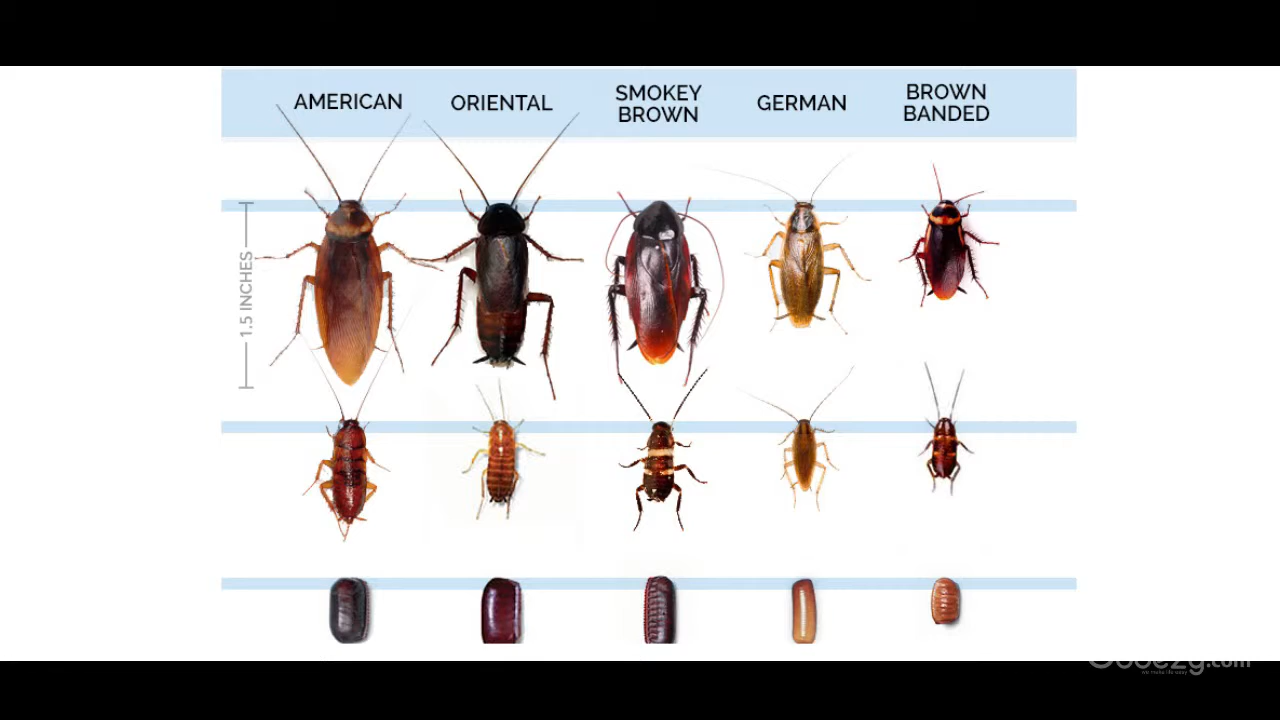 AMERICAN
ORIENTAL
SMOKEY
BROWN
GERMAN
BROWN
BANDED
1.5 INCHES